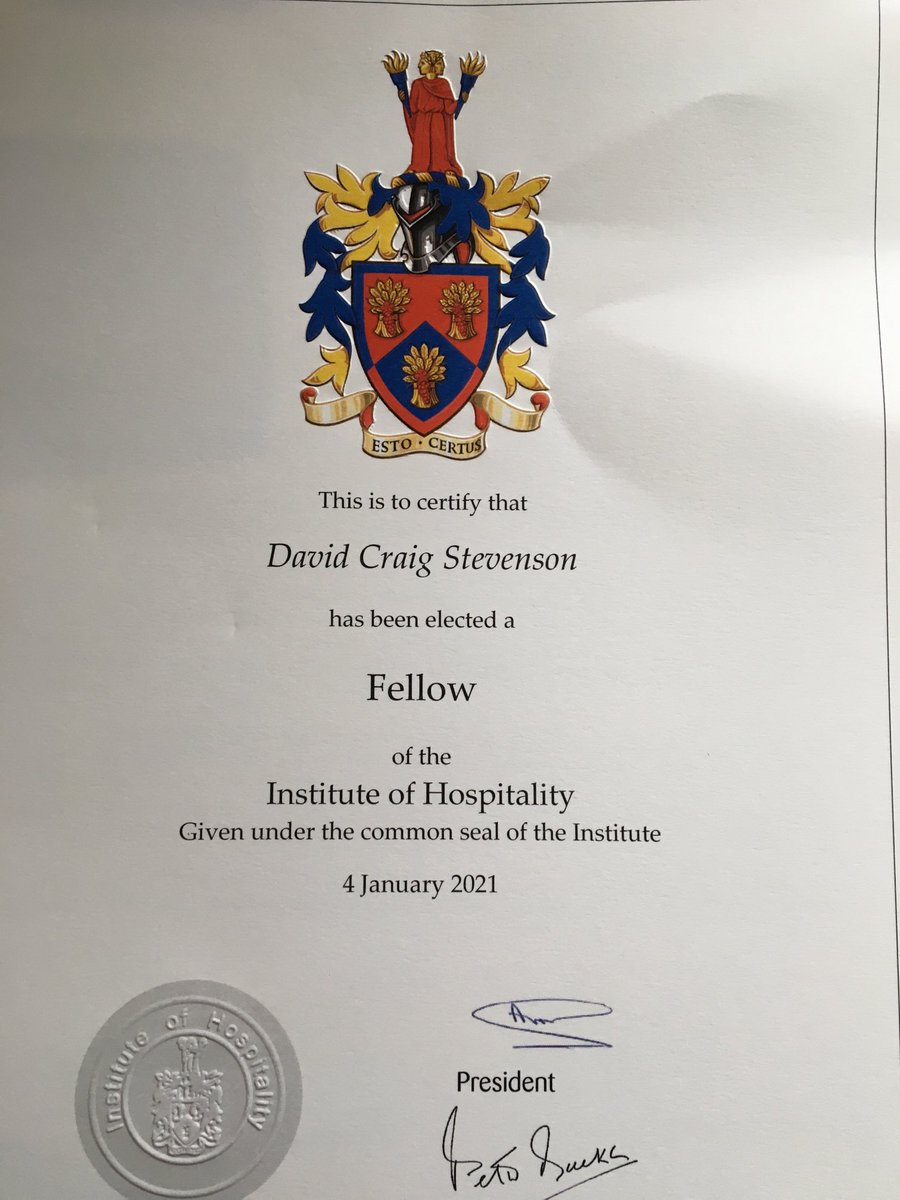 ESTO · CERTUS
This is to certify that
David Craig Stevenson
has been elected a
Fellow
of the
Institute of Hospitality
Given under the common seal of the Institute
4 January 2021
Institute of Hospitality
President